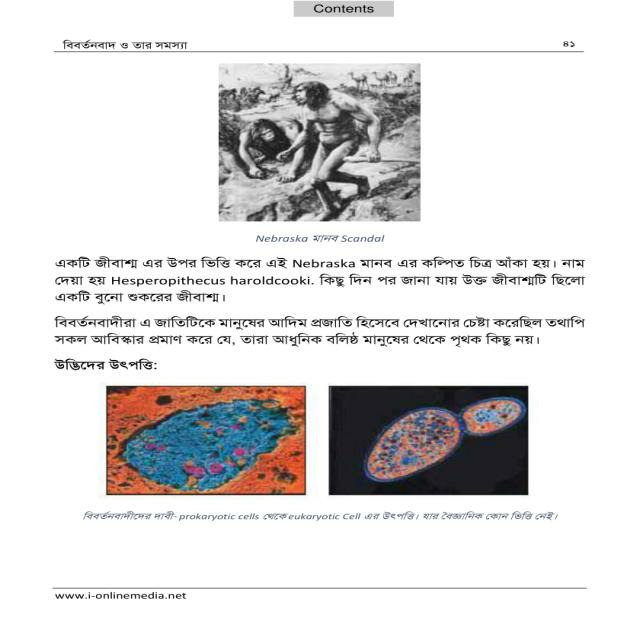 Contents
বিবর্তনবাদ ও তার সমস্যা ৪১
Nebraska মানব Scandal
একটি জীবাশ্ম এর উপর ভিত্তি করে এই Nebraska মানব এর কল্পিত চিত্র আঁকা হয়। নাম
দেয়া হয় Hesperopithecus haroldcooki. কিছু দিন পর জানা যায় উক্ত জীবাশ্মটি ছিলো
একটি বুনো শুকরের জীবাশ্ম।
বিবর্তনবাদীরা এ জাতিটিকে মানুষের আদিম প্রজাতি হিসেবে দেখানোর চেষ্টা করেছিল তথাপি
সকল আবিস্কার প্রমাণ করে যে, তারা আধুনিক বলিষ্ঠ মানুষের থেকে পৃথক কিছু নয়।
উদ্ভিদের উৎপত্তি:
বিবর্তনবাদীদের দাবী- prokaryotic cells থেকে eukaryotic Cell এর উৎপত্তি। যার বৈজ্ঞানিক কোন ভিত্তি নেই।
www.i-onlinemedia.net